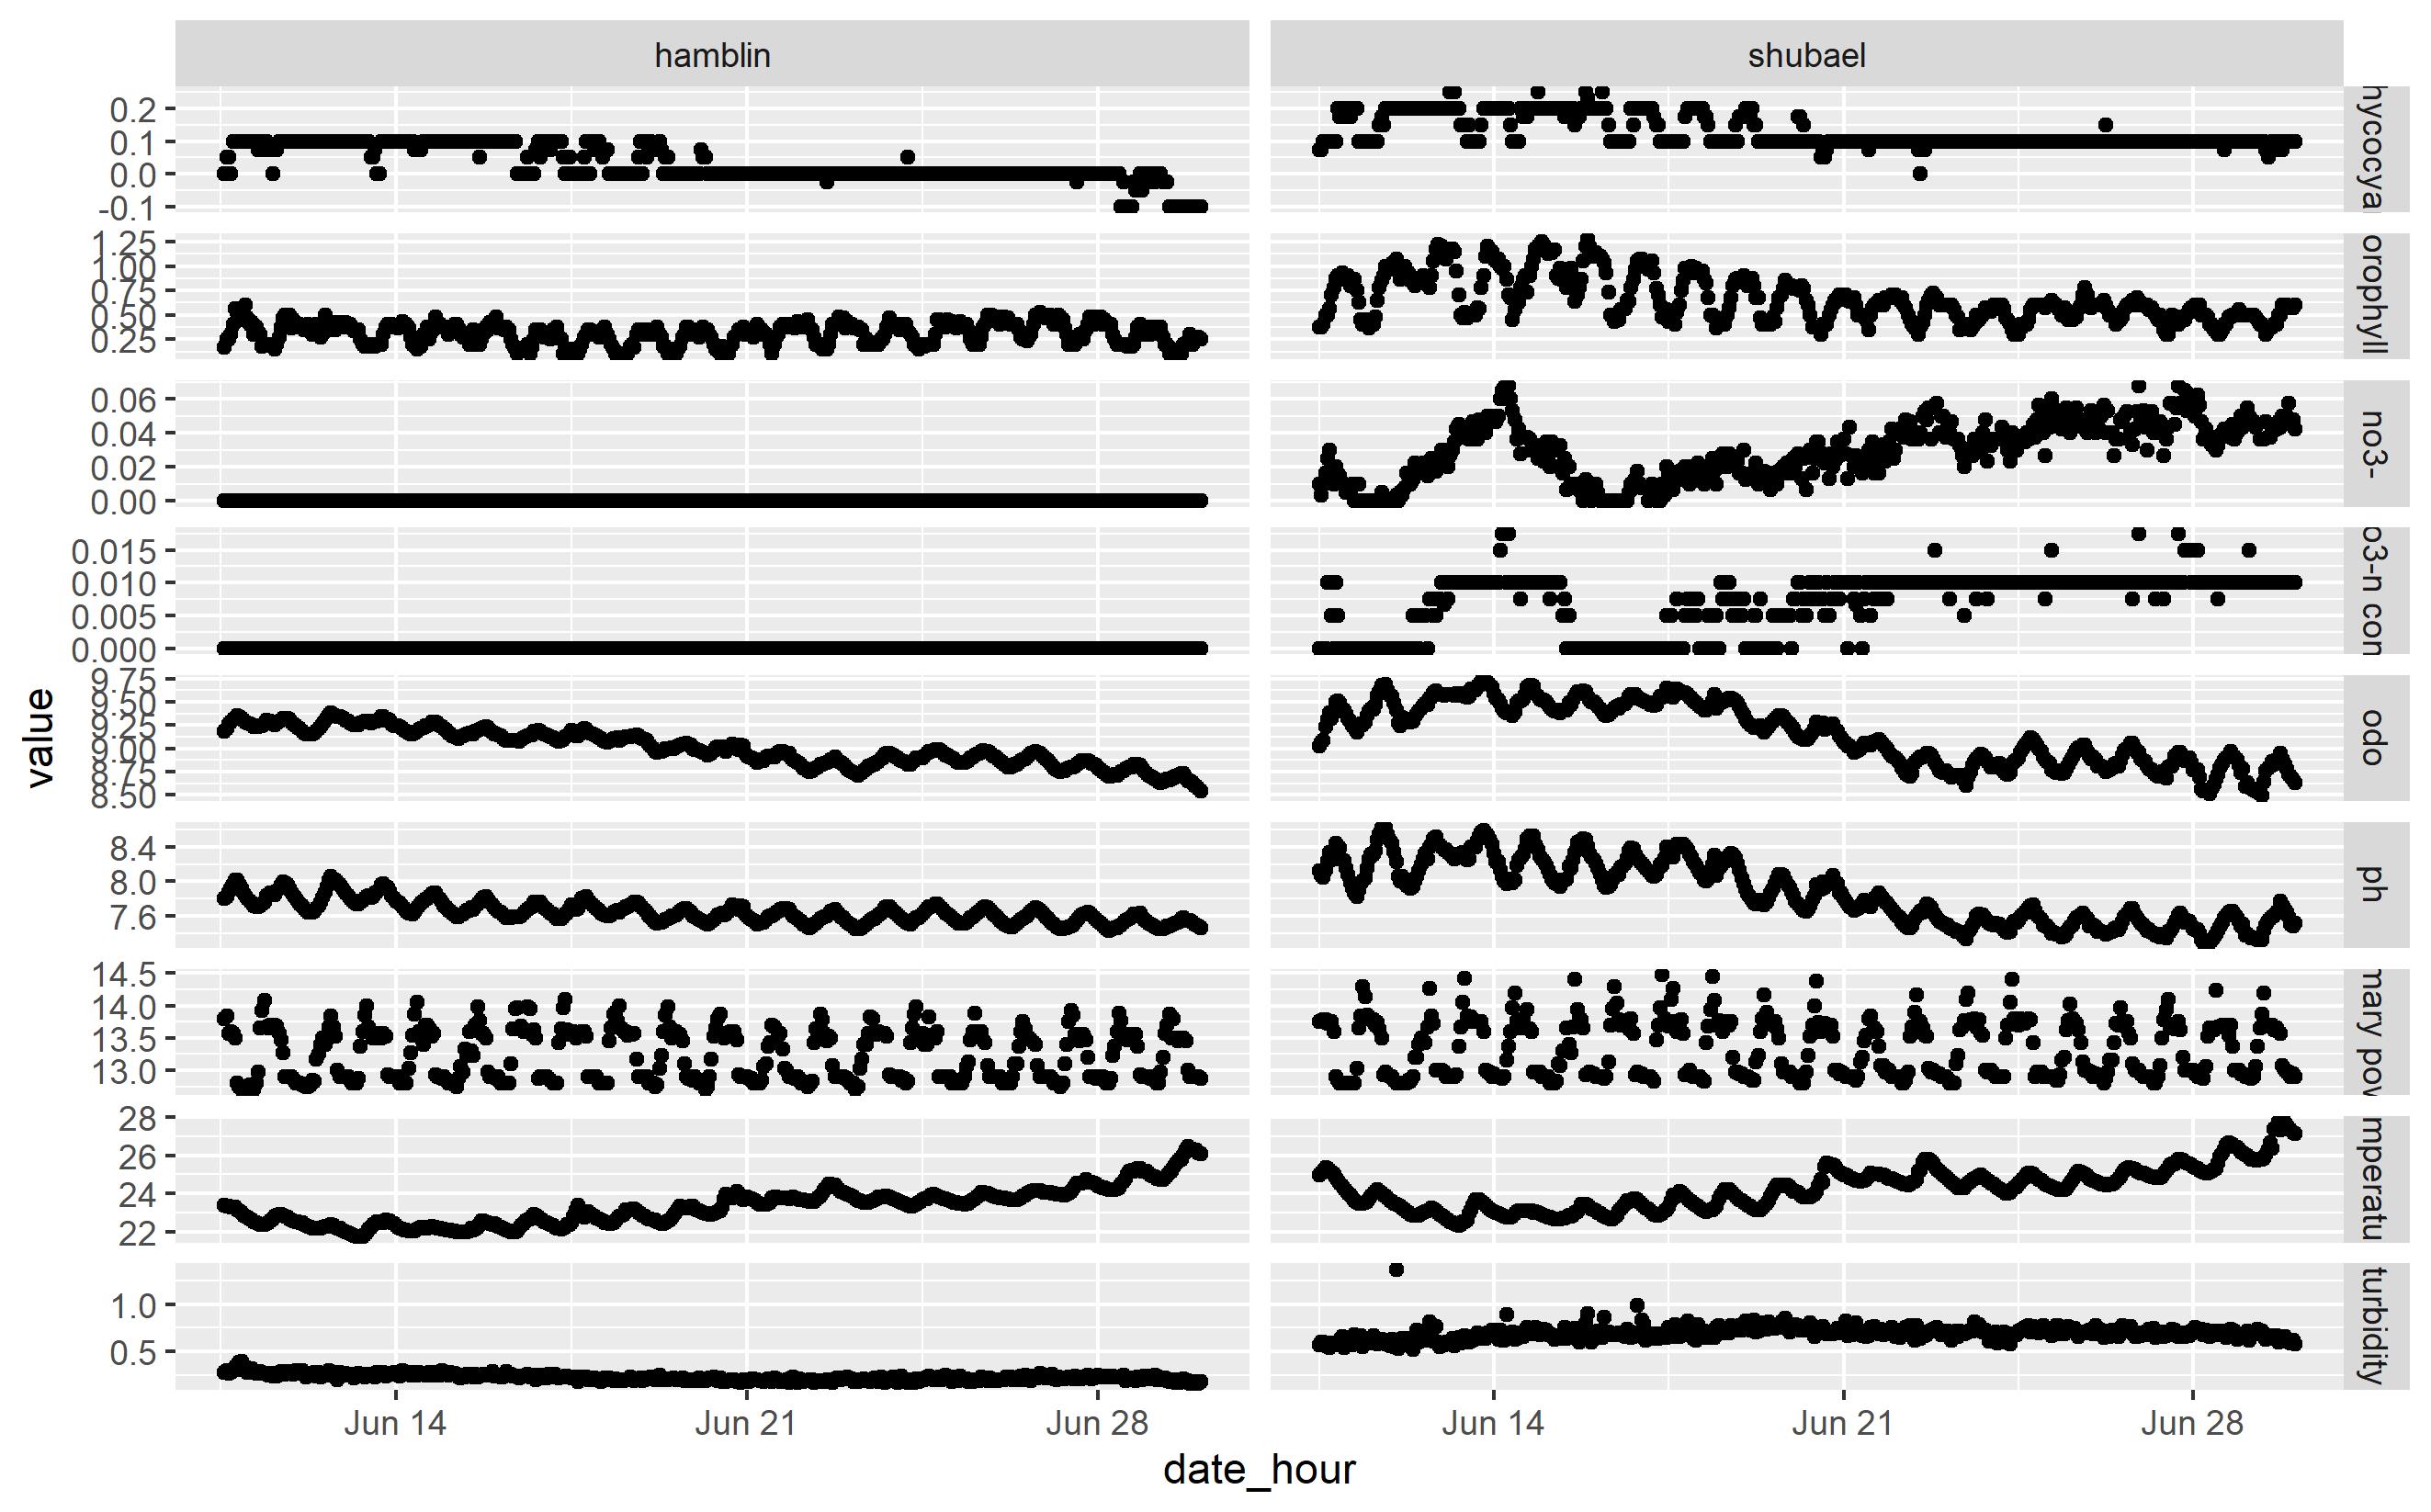 hamblin
shubael
0.2
0.1
0.0
-0.1
hycocya
1.25
1.00
0.75
0.50
0.25
orophyll
0.06
0.04
0.02
0.00
no3-
0.015
0.010
0.005
0.000
o3-n con
9.75
9.50
9.25
9.00
8.75
8.50
odo
8.4
8.0
7.6
ph
14.5
14.0
13.5
13.0
mary pow
28
26
24
22
mperatu
1.0
0.5
turbidity
value
Jun 14
Jun 21
Jun 28
Jun 14
Jun 21
Jun 28
date_hour